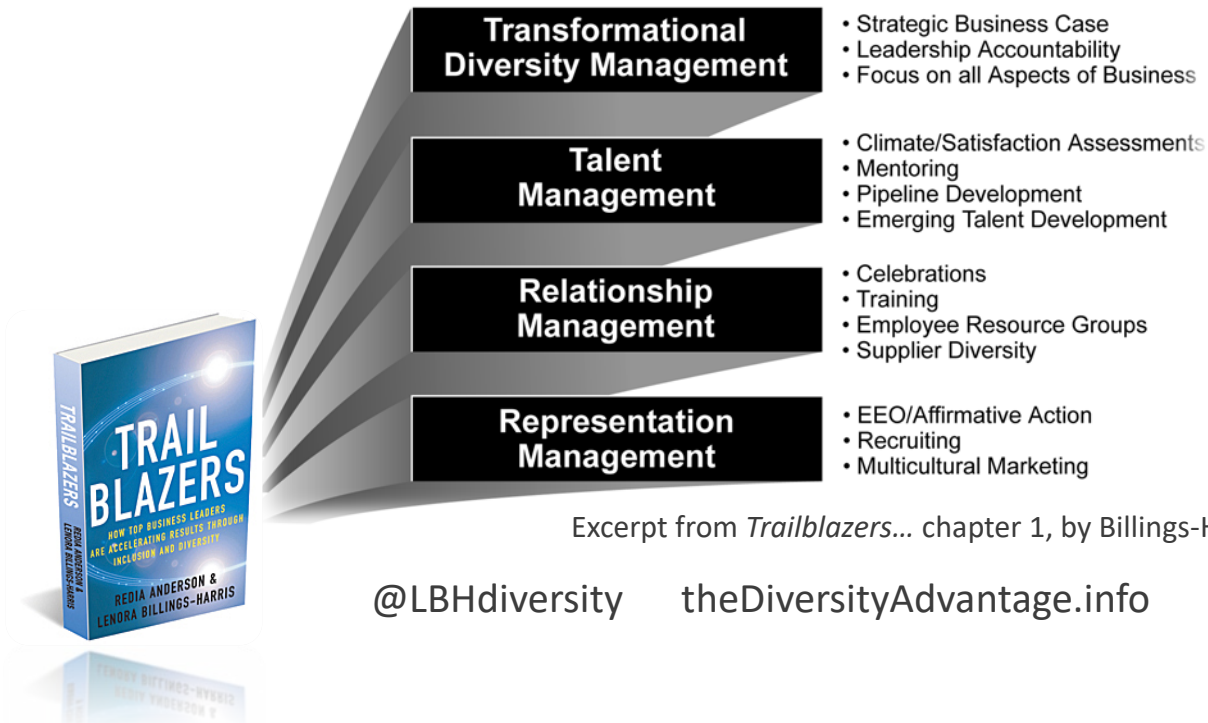 Transformational
Diversity Management
• Strategic Business Case
• Leadership Accountability
• Focus on all Aspects of Business
Talent
Management
• Climate/Satisfaction Assessments
• Mentoring
• Pipeline Development
• Emerging Talent Development
Relationship
Management
• Celebrations
• Training
• Employee Resource Groups
• Supplier Diversity
Representation
Management
• EEO/Affirmative Action
• Recruiting
• Multicultural Marketing
TRAILBLAZERS
REDIA ANDERSON &
LENORA BILLINGS-HARRIS
TRAIL
BLAZERS
HOW TOP BUSINESS LEADERS
ARE ACCELERATING RESULTS THROUGH
INCLUSION AND DIVERSITY
REDIA ANDERSON &
LENORA BILLINGS-HARRIS
Excerpt from Trailblazers... chapter 1, by Billings-H
@LBHdiversity theDiversityAdvantage.info